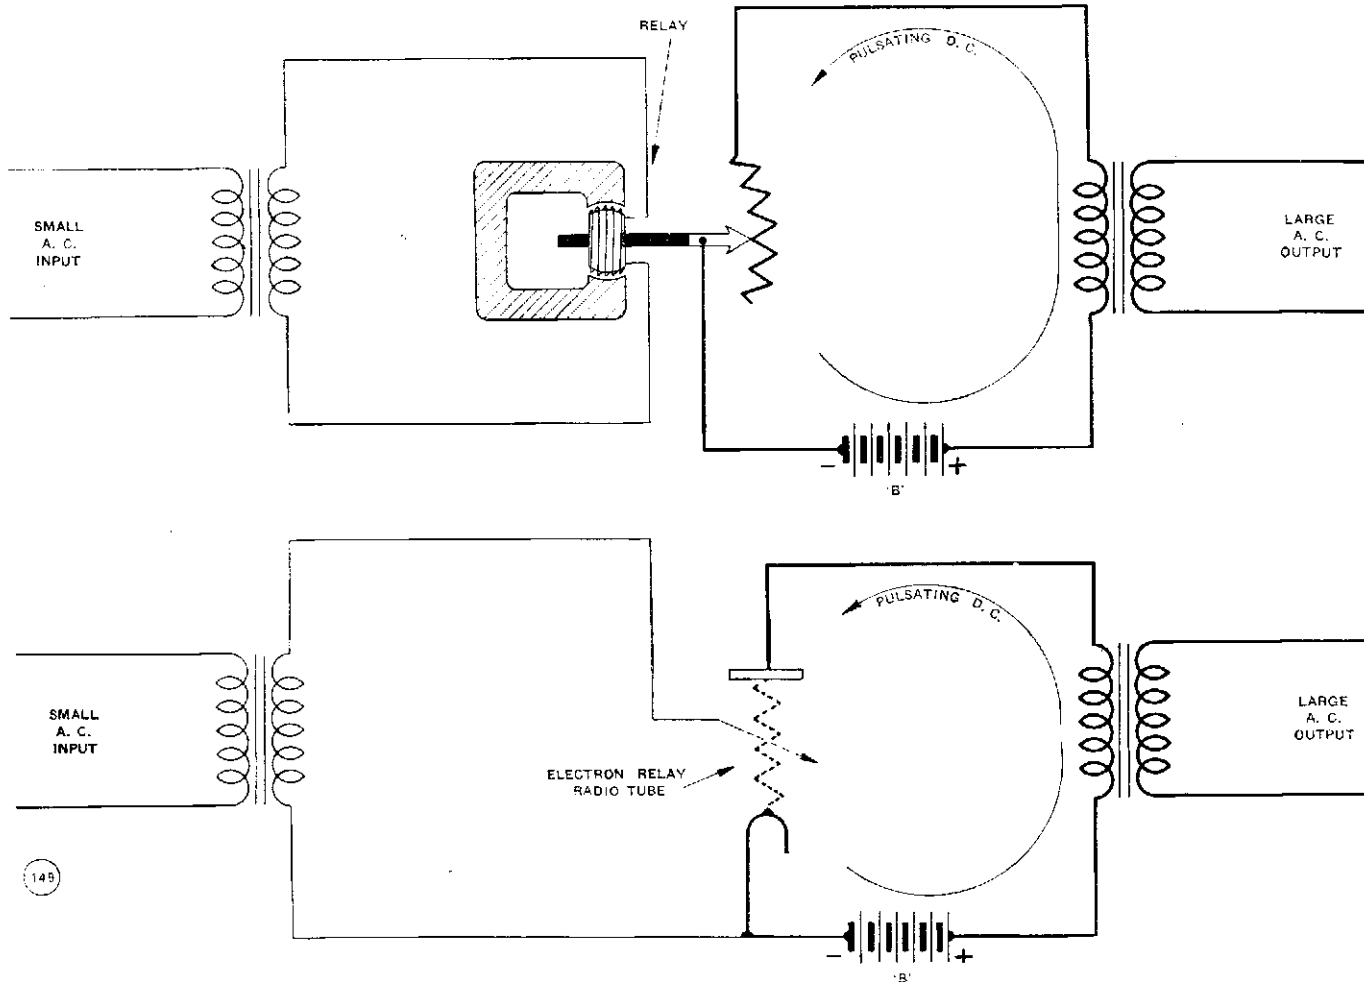 RELAY
PULSATING D. C.
SMALL
A. C.
INPUT
LARGE
A. C.
OUTPUT
- +
'B'
PULSATING D. C.
SMALL
A. C.
INPUT
ELECTRON RELAY
RADIO TUBE
LARGE
A. C.
OUTPUT
149
- +
'B'